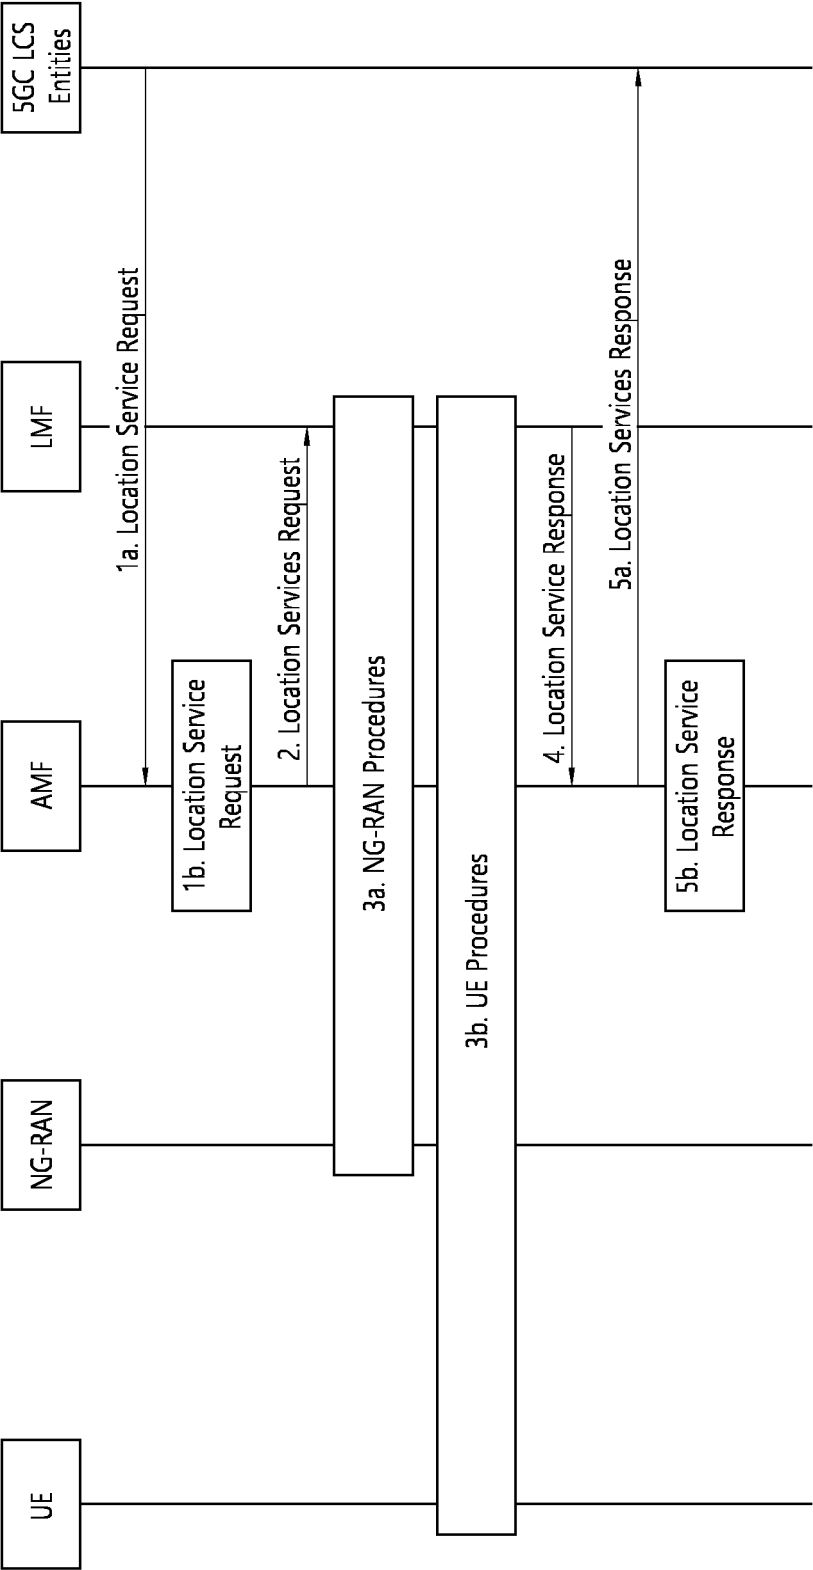 UE
NG-RAN
AMF
LMF
5GC LCS
Entities
1a. Location Service Request
1b. Location Service
Request
2. Location Services Request
3a. NG-RAN Procedures
3b. UE Procedures
4. Location Service Response
5a. Location Services Response
5b. Location Service
Response